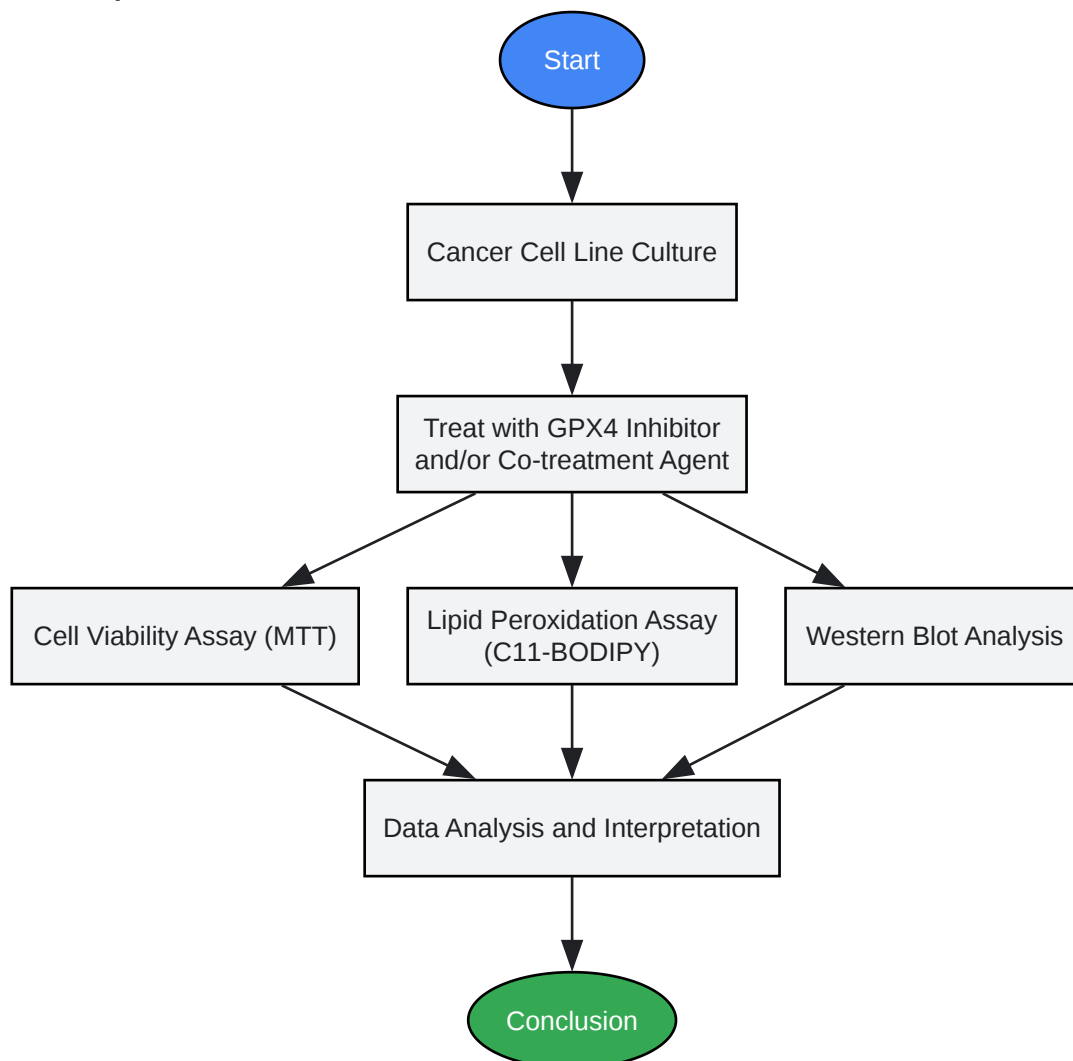 Start
Cancer Cell Line Culture
Treat with GPX4 Inhibitor
and/or Co-treatment Agent
Cell Viability Assay (MTT)
Lipid Peroxidation Assay
(C11-BODIPY)
Western Blot Analysis
Data Analysis and Interpretation
Conclusion